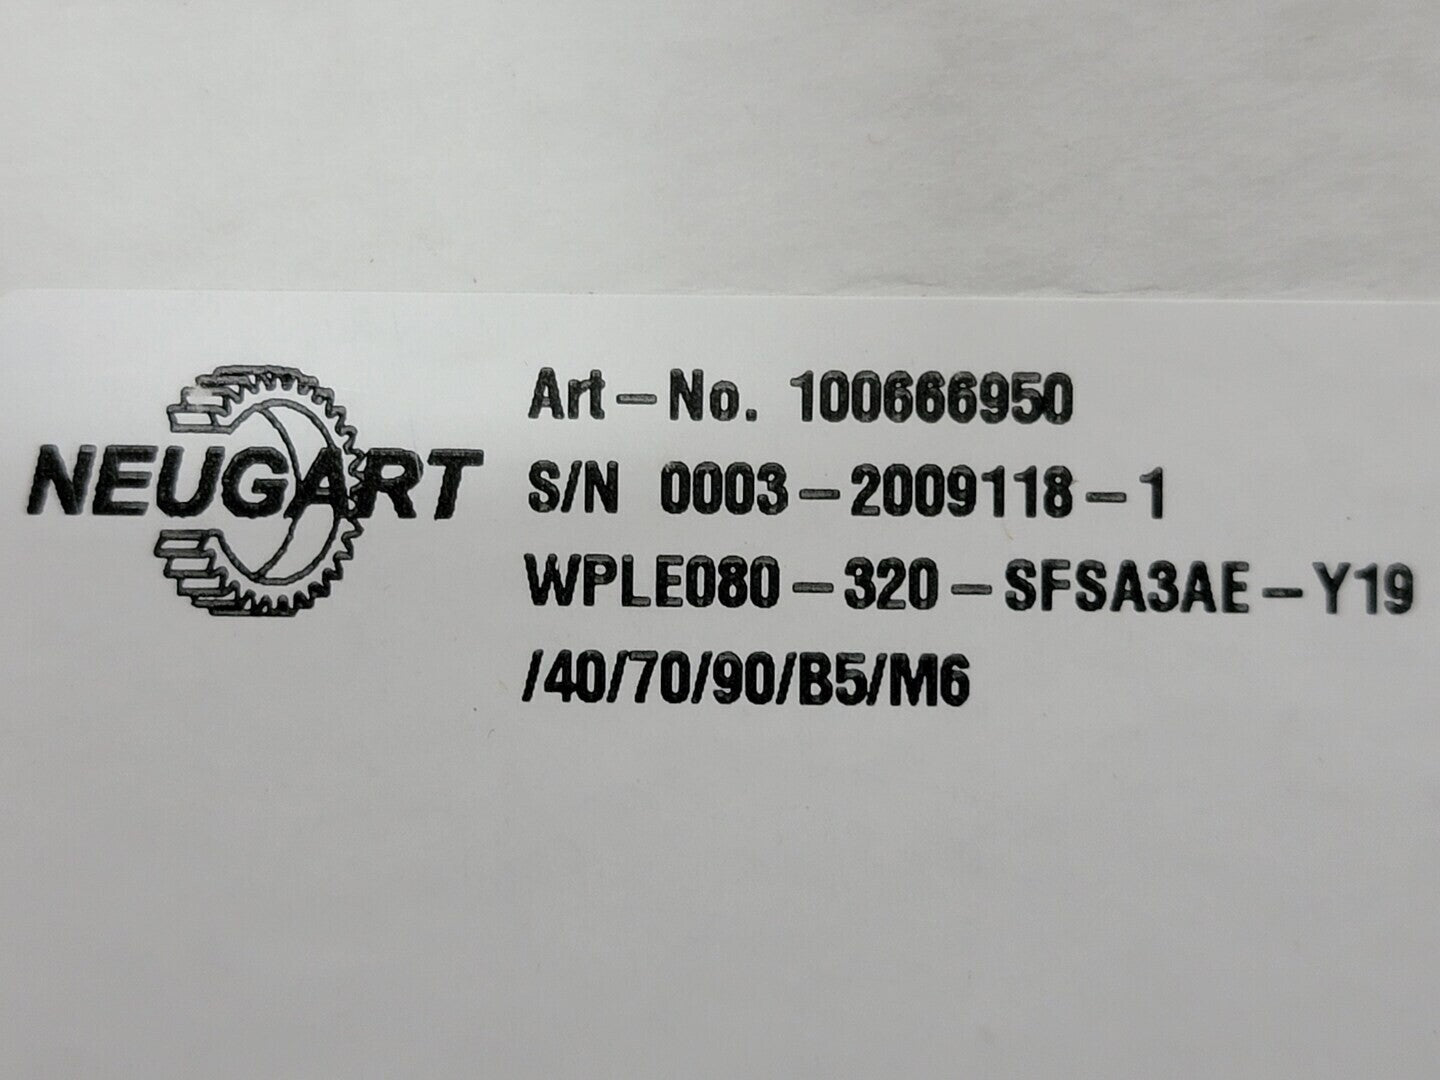 NEUGART
Art-No. 100666950
S/N 0003-2009118-1
WPLE080-320-SFSA3AE-Y19
/40/70/90/B5/M6